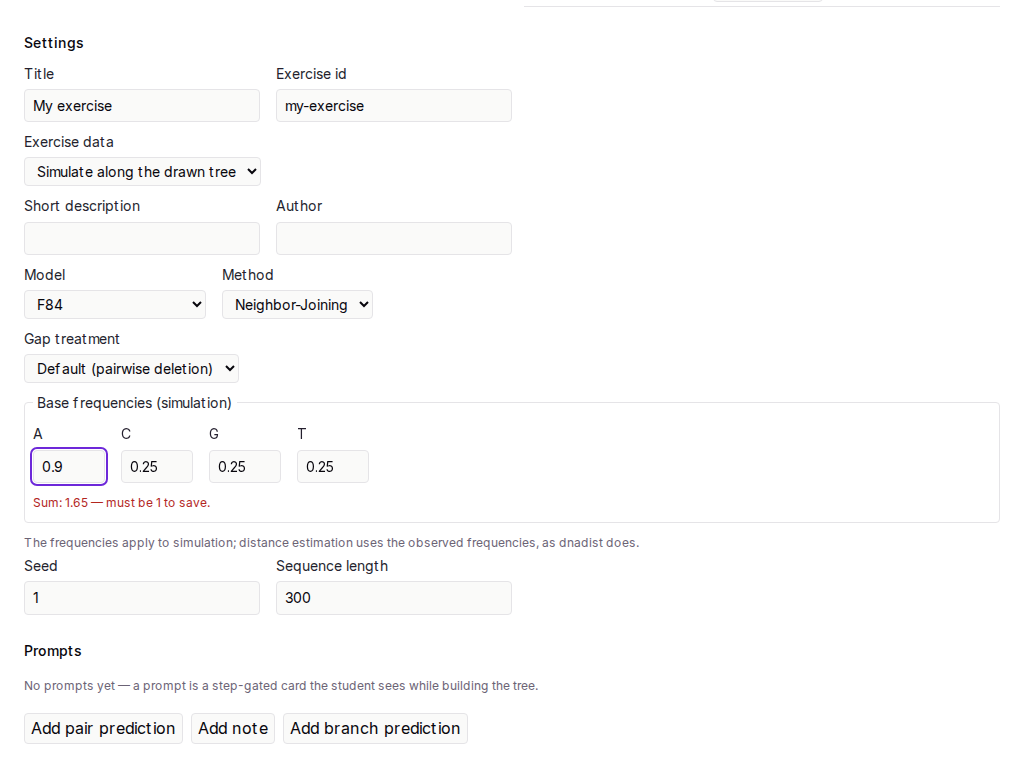 Settings
Title Exercise id
My exercise my-exercise
Exercise data
Simulate along the drawn tree
Short description Author
Model Method
F84 Neighbor-Joining
Gap treatment
Default (pairwise deletion)
Base frequencies (simulation)
A C G T
0.9 0.25 0.25 0.25
Sum: 1.65 — must be 1 to save.
The frequencies apply to simulation; distance estimation uses the observed frequencies, as dnadist does.
Seed Sequence length
1 300
Prompts
No prompts yet — a prompt is a step-gated card the student sees while building the tree.
Add pair prediction Add note Add branch prediction